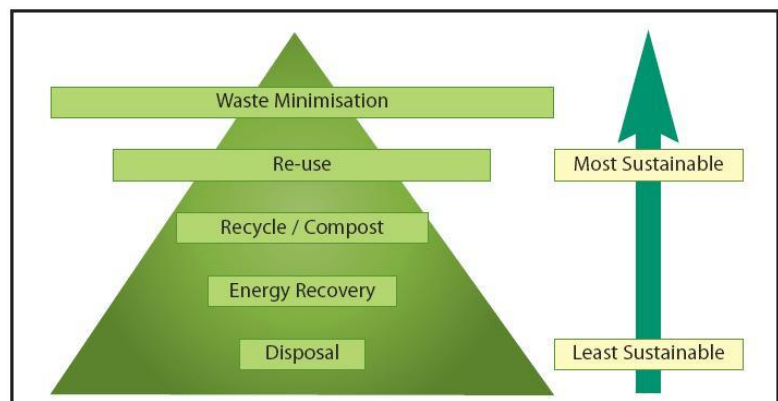 Waste Minimisation
Re-use
Most Sustainable
Recycle / Compost
Energy Recovery
Disposal
Least Sustainable